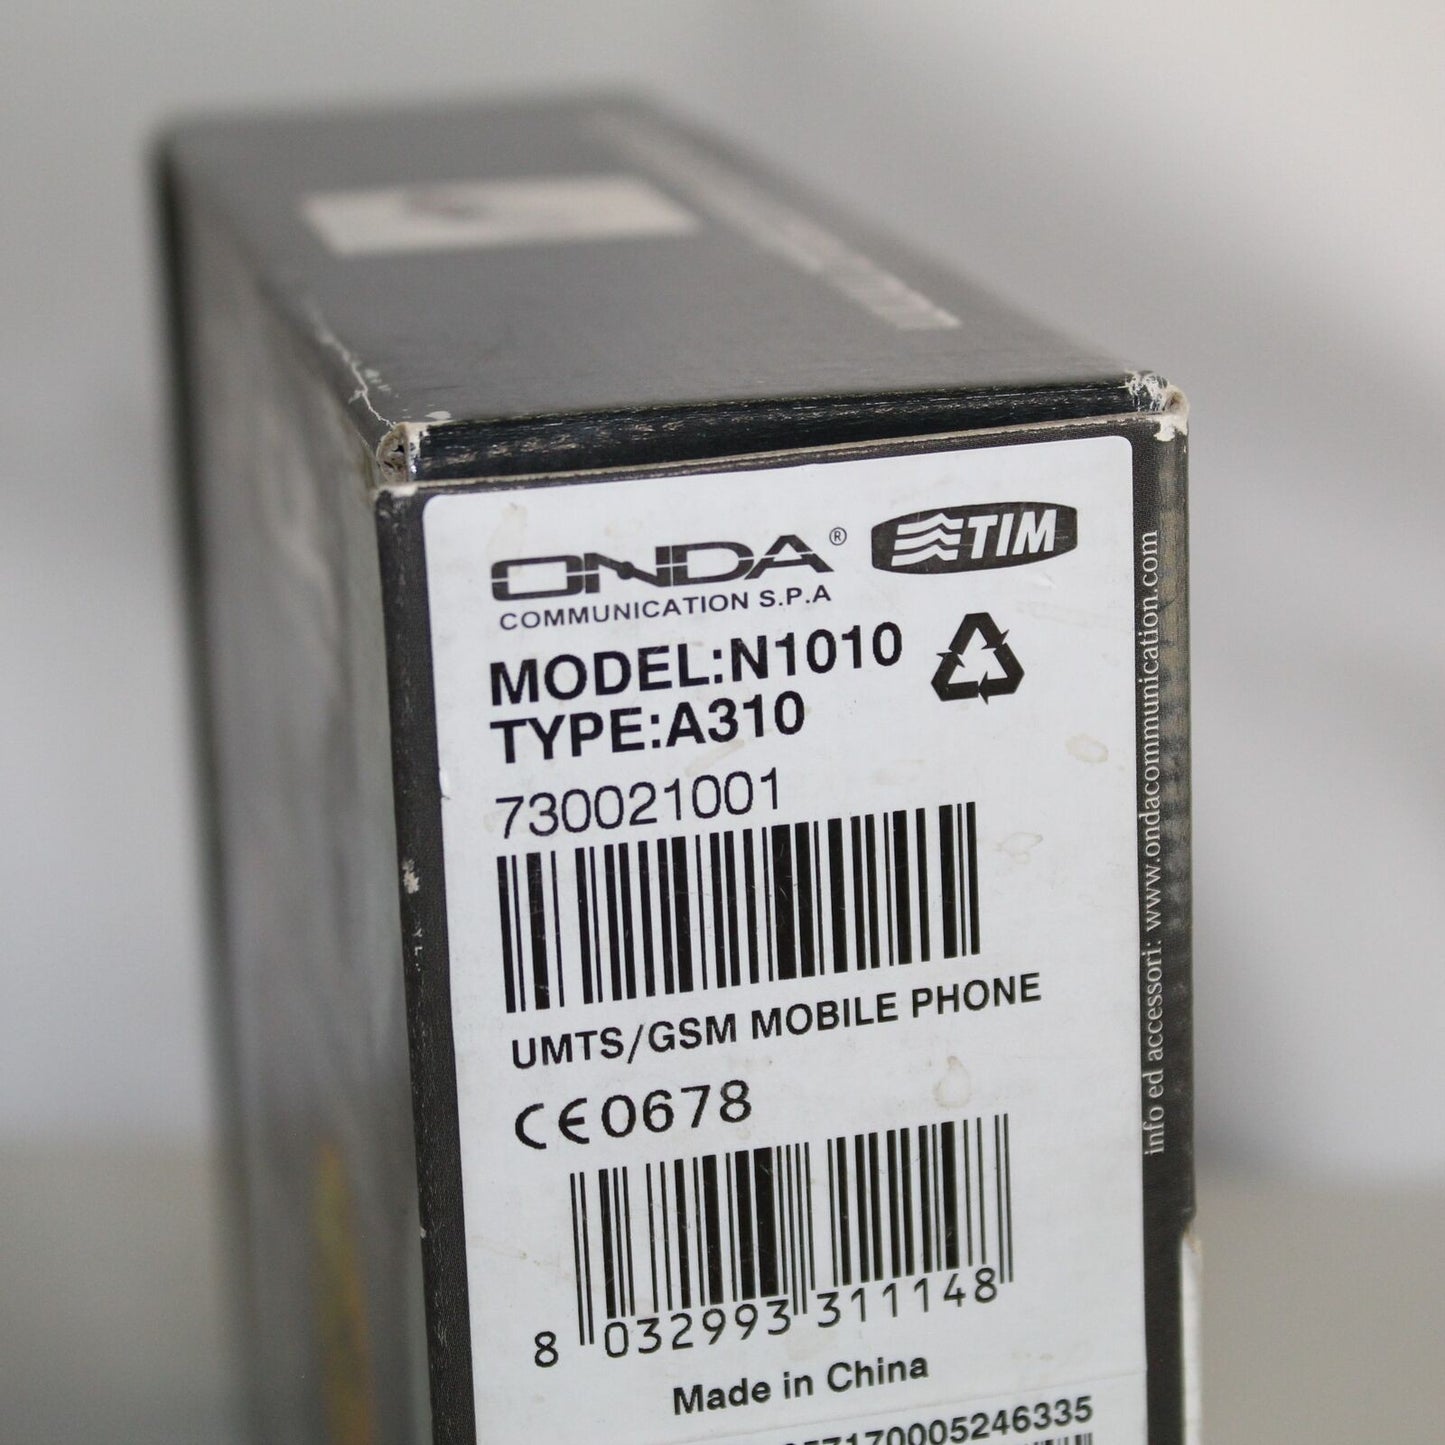 ONDA®
COMMUNICATION S.P.A
TIM
MODEL:N1010
TYPE:A310
730021001
UMTS/GSM MOBILE PHONE
CE0678
8 032993 311148
Made in China
info ed accessori: www.ondacommunication.com